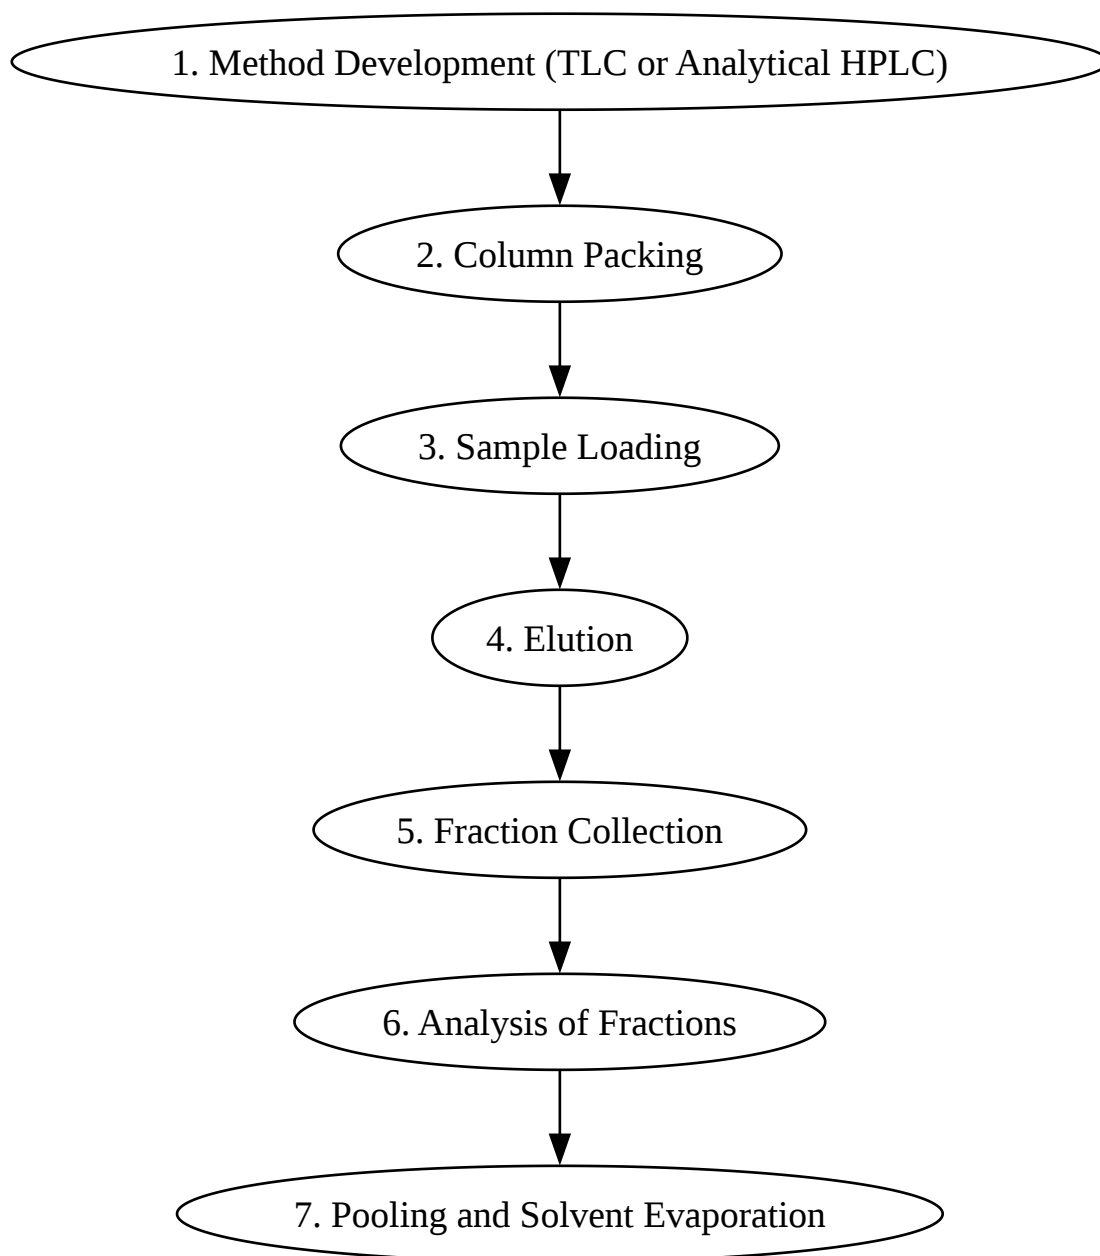 1. Method Development (TLC or Analytical HPLC)
2. Column Packing
3. Sample Loading
4. Elution
5. Fraction Collection
6. Analysis of Fractions
7. Pooling and Solvent Evaporation